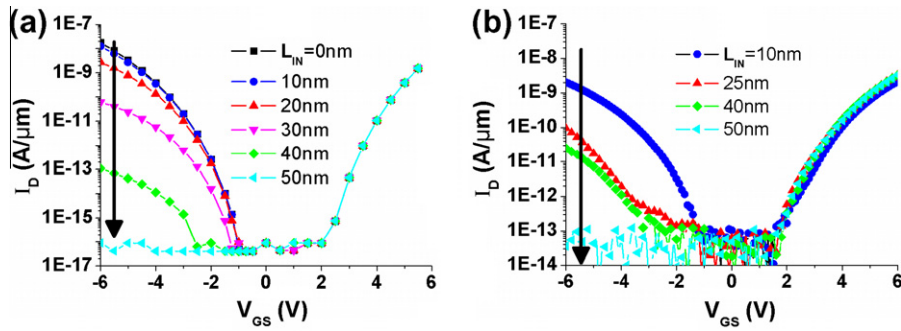 (a)
1E-7
1E-9
1E-11
1E-13
1E-15
1E-17
I_D (A/μm)
-6 -4 -2 0 2 4 6
V_GS (V)
L_IN=0nm
10nm
20nm
30nm
40nm
50nm
(b)
1E-7
1E-8
1E-9
1E-10
1E-11
1E-12
1E-13
1E-14
I_D (A/μm)
-6 -4 -2 0 2 4 6
V_GS (V)
L_IN=10nm
25nm
40nm
50nm